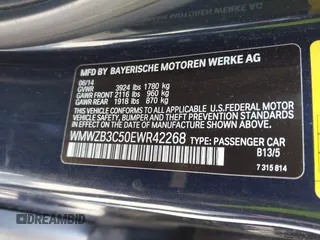 MFD BY BAYERISCHE MOTOREN WERKE AG
08/14
GVWR 3924 lbs 1780 kg
GAWR FRONT 2116 lbs 960 kg
GAWR REAR 1918 lbs 870 kg
THIS VEHICLE CONFORMS TO ALL APPLICABLE U.S. FEDERAL MOTOR
VEHICLE SAFETY, BUMPER, AND THEFT PREVENTION STANDARDS
IN EFFECT ON THE DATE OF MANUFACTURE SHOWN ABOVE.
WMWZB3C50EWR42268 TYPE: PASSENGER CAR
B13/5
7 315 814
DREAMBID